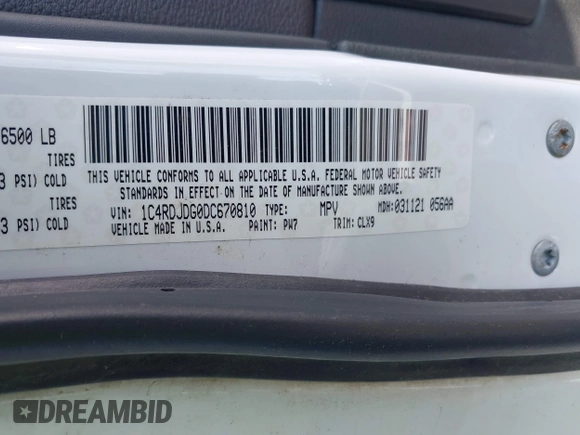 6500 LB
TIRES
3 PSI) COLD
TIRES
3 PSI) COLD
THIS VEHICLE CONFORMS TO ALL APPLICABLE U.S.A. FEDERAL MOTOR VEHICLE SAFETY
STANDARDS IN EFFECT ON THE DATE OF MANUFACTURE SHOWN ABOVE.
VIN: 1C4RDJDG0DC670810 TYPE: MPV MDH: 031121 056AA
VEHICLE MADE IN U.S.A. PAINT: PW7 TRIM: CLX9
DREAMBID